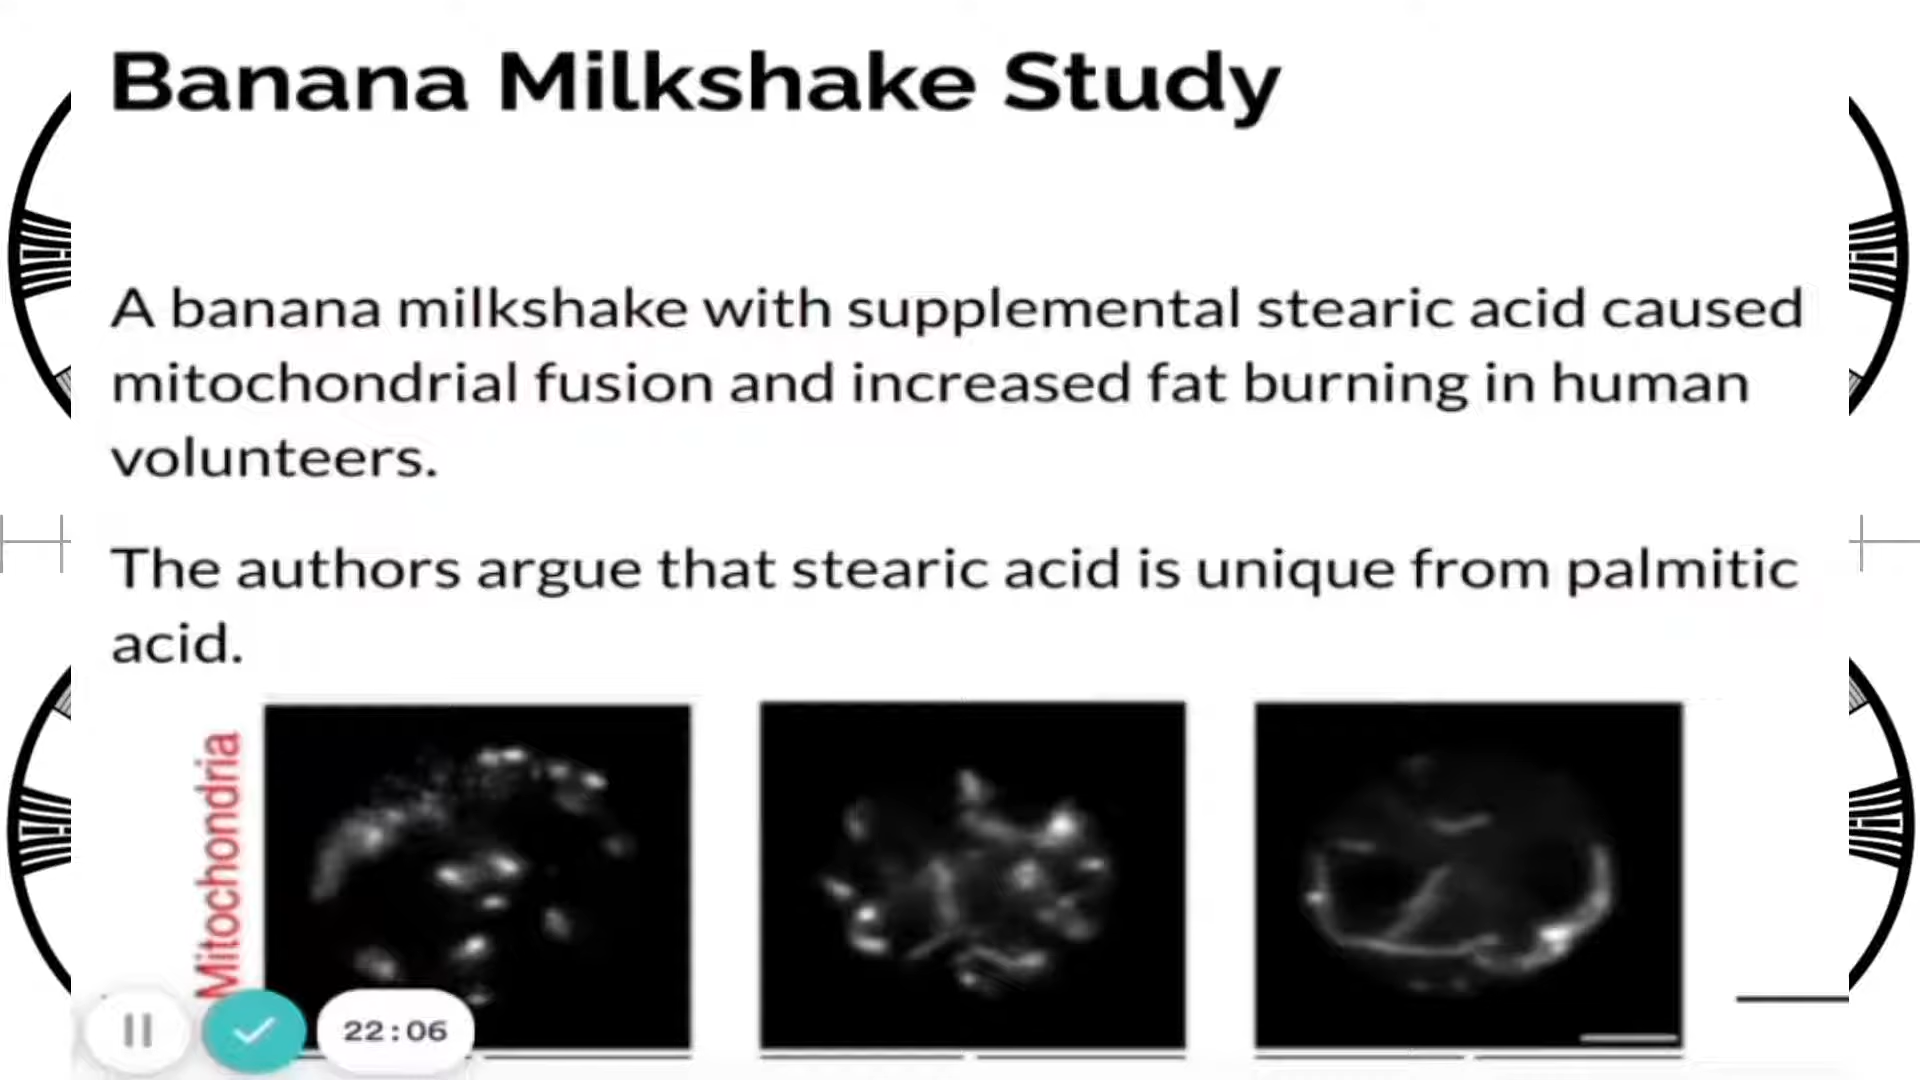 Banana Milkshake Study
A banana milkshake with supplemental stearic acid caused
mitochondrial fusion and increased fat burning in human
volunteers.
The authors argue that stearic acid is unique from palmitic
acid.
Mitochondria
22:06